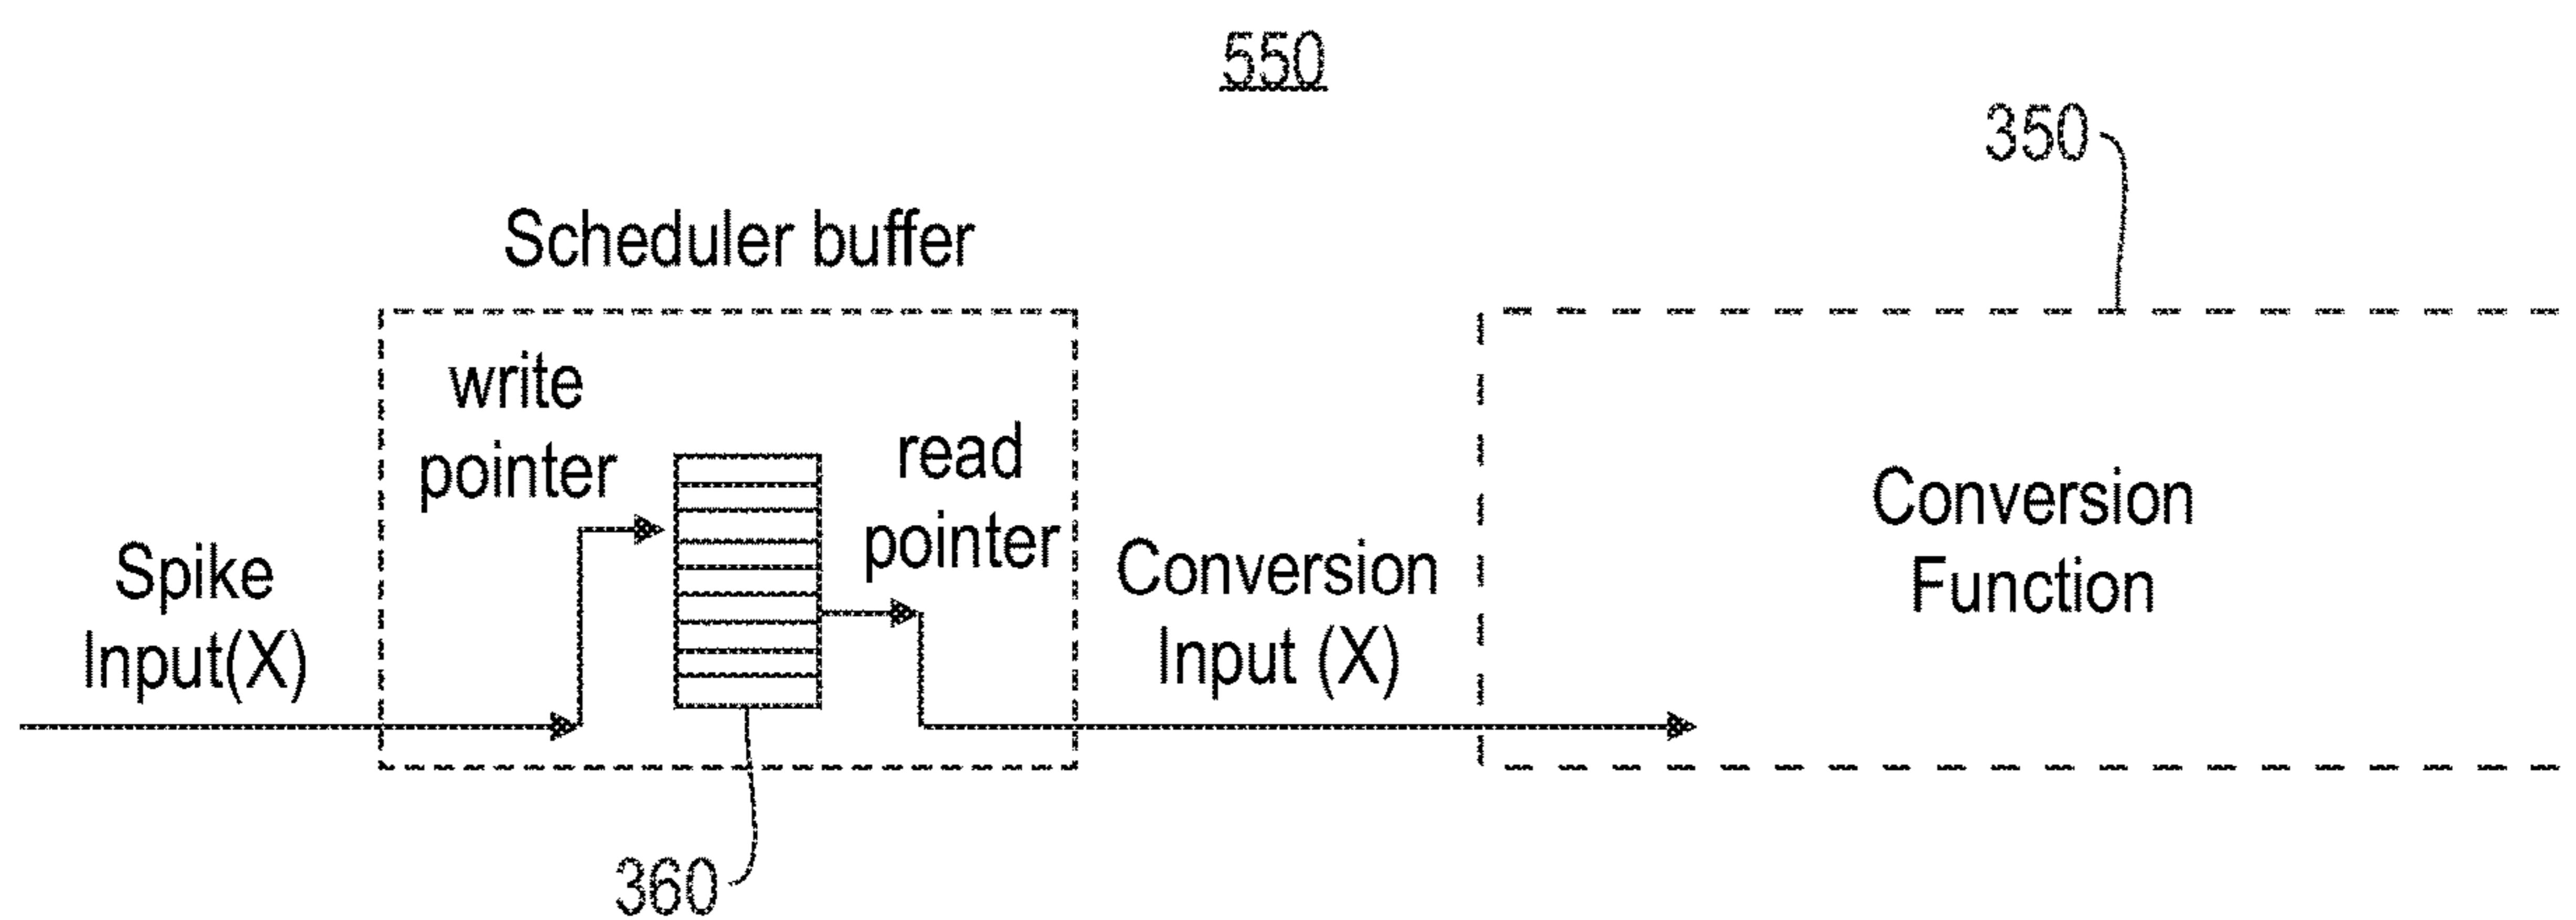 550
350
Scheduler buffer
write
pointer
read
pointer
Spike
Input(X)
Conversion
Input (X)
Conversion
Function
360